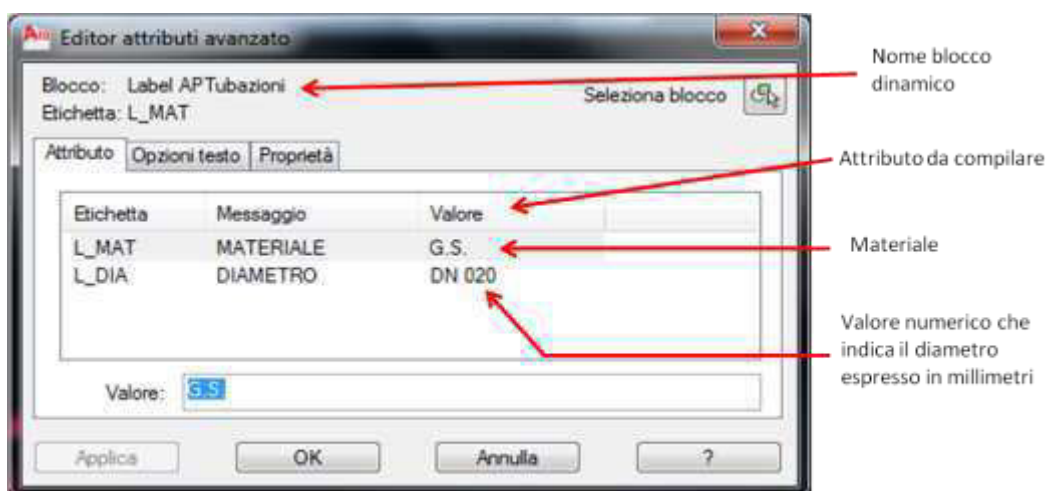 Editor attributi avanzato
Blocco: Label APTubazioni
Etichetta: L_MAT
Seleziona blocco
Attributo Opzioni testo Proprietà
Etichetta Messaggio Valore
L_MAT MATERIALE G.S.
L_DIA DIAMETRO DN 020
Valore: G.S.
Applica OK Annulla ?
Nome blocco
dinamico
Attributo da compilare
Materiale
Valore numerico che
indica il diametro
espresso in millimetri